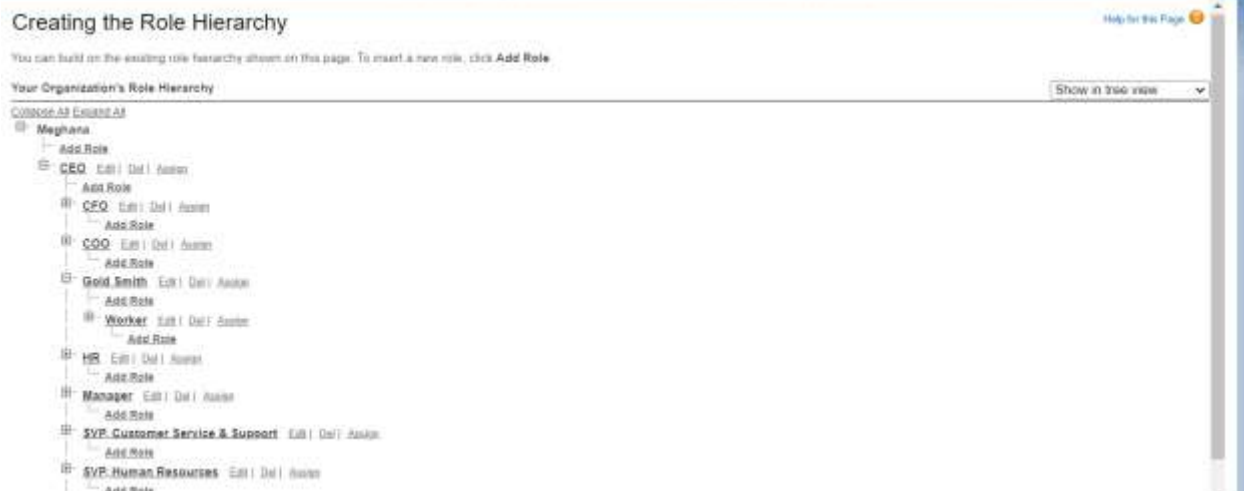 Creating the Role Hierarchy
Help for this Page
You can build on the existing role hierarchy shown on this page. To insert a new role, click Add Role
Your Organization's Role Hierarchy
Show in tree view
Collapse All Expand All
Meghana
Add Role
CEO Edit | Del | Assign
Add Role
CFO Edit | Del | Assign
Add Role
COO Edit | Del | Assign
Add Role
Gold Smith Edit | Del | Assign
Add Role
Worker Edit | Del | Assign
Add Role
HR Edit | Del | Assign
Add Role
Manager Edit | Del | Assign
Add Role
SVP, Customer Service & Support Edit | Del | Assign
Add Role
SVP, Human Resources Edit | Del | Assign
Add Role